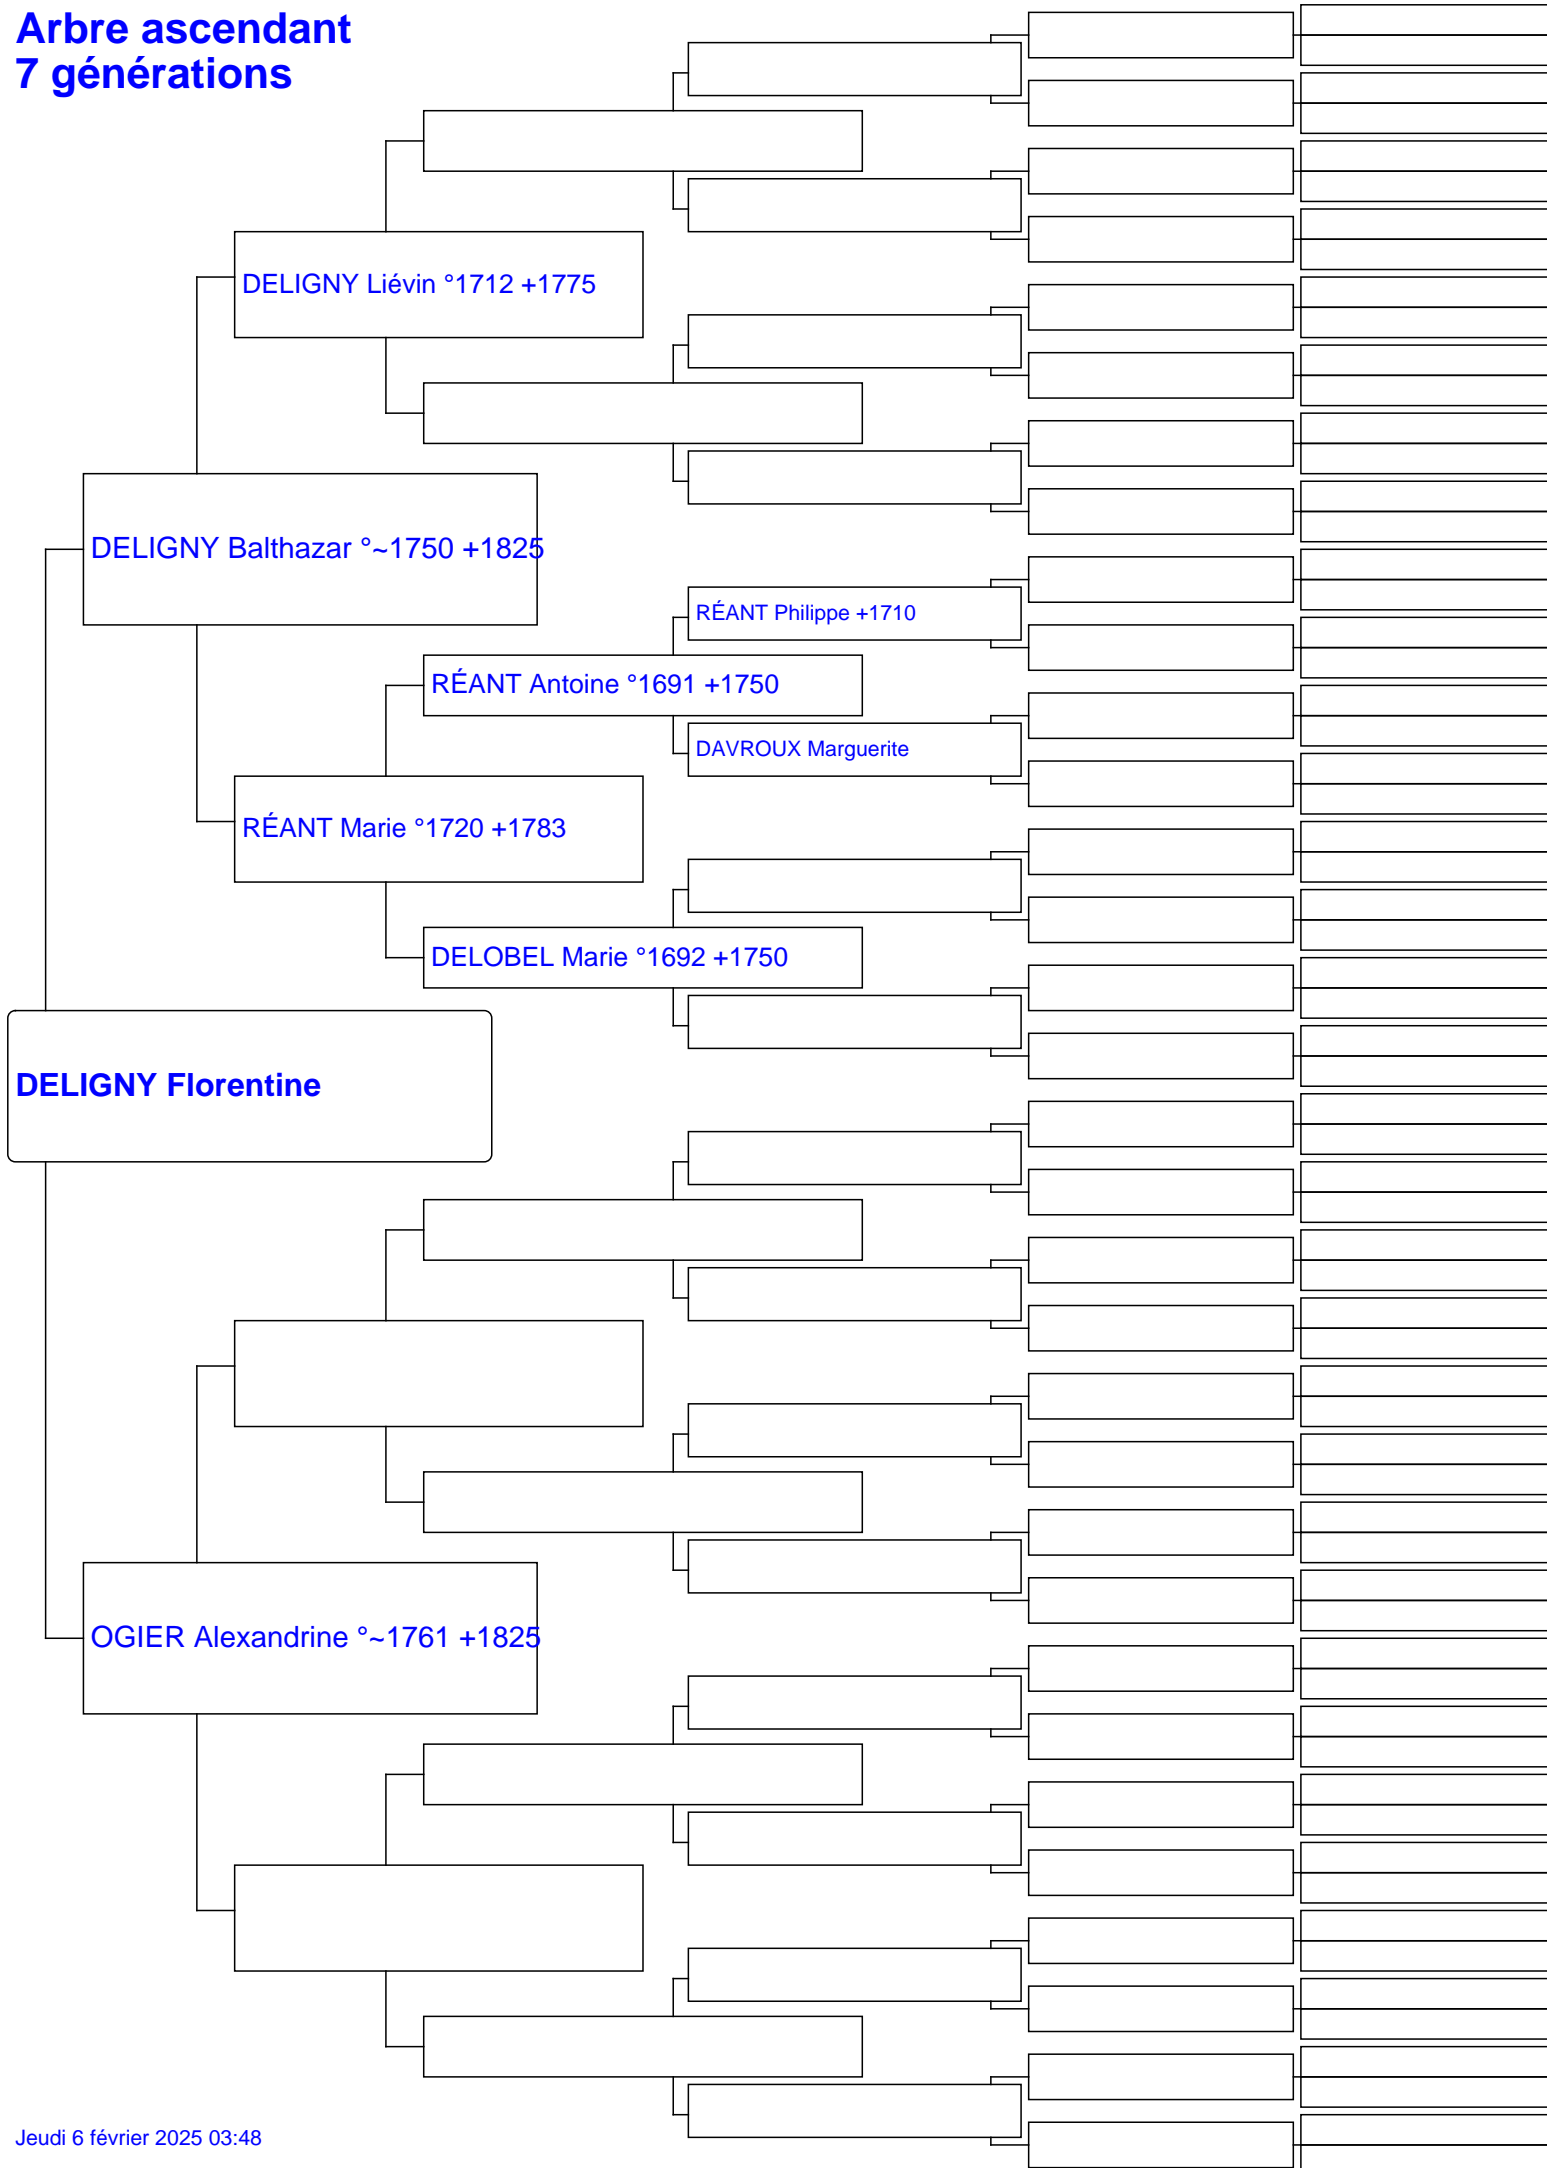 Arbre ascendant
7 générations
DELIGNY Liévin °1712 +1775
DELIGNY Balthazar °~1750 +1825
RÉANT Philippe +1710
RÉANT Antoine °1691 +1750
DAVROUX Marguerite
RÉANT Marie °1720 +1783
DELOBEL Marie °1692 +1750
DELIGNY Florentine
OGIER Alexandrine °~1761 +1825
Jeudi 6 février 2025 03:48